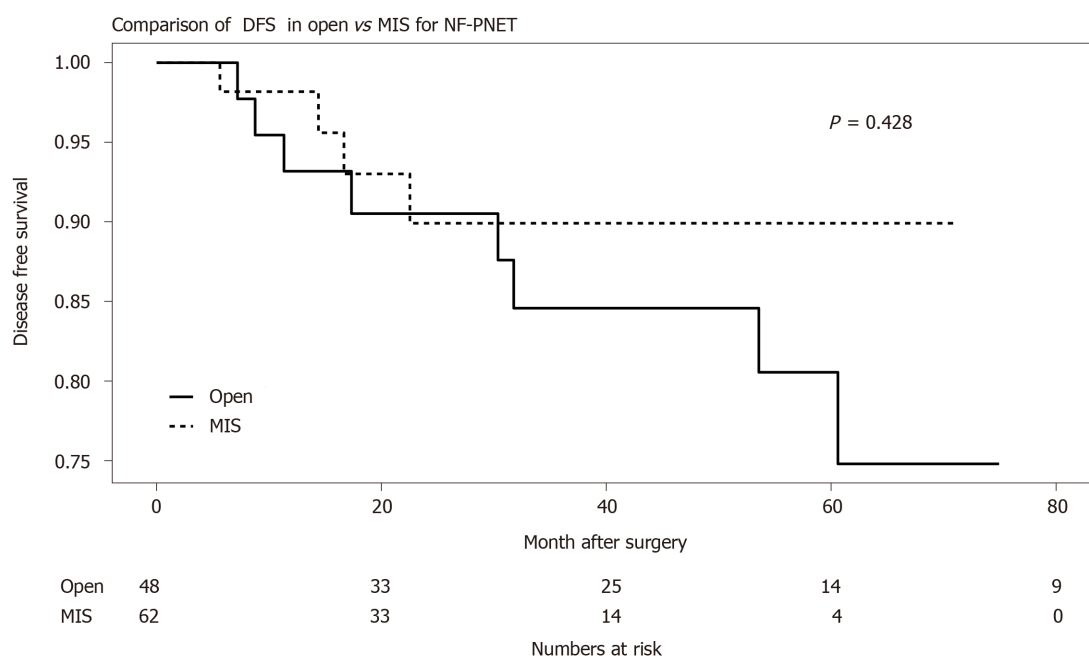 Comparison of DFS in open vs MIS for NF-PNET
1.00
0.95
0.90
0.85
0.80
0.75
Disease free survival
P = 0.428
Open
MIS
0 20 40 60 80
Month after surgery
Open 48 33 25 14 9
MIS 62 33 14 4 0
Numbers at risk